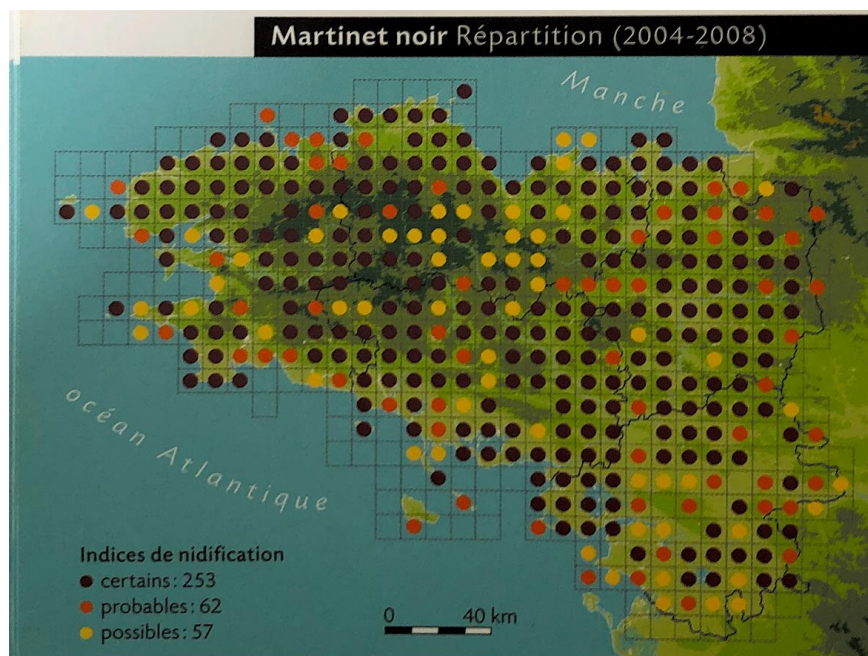 Martinet noir Répartition (2004-2008)
Manche
océan Atlantique
Indices de nidification
certains : 253
probables : 62
possibles : 57
0 40 km